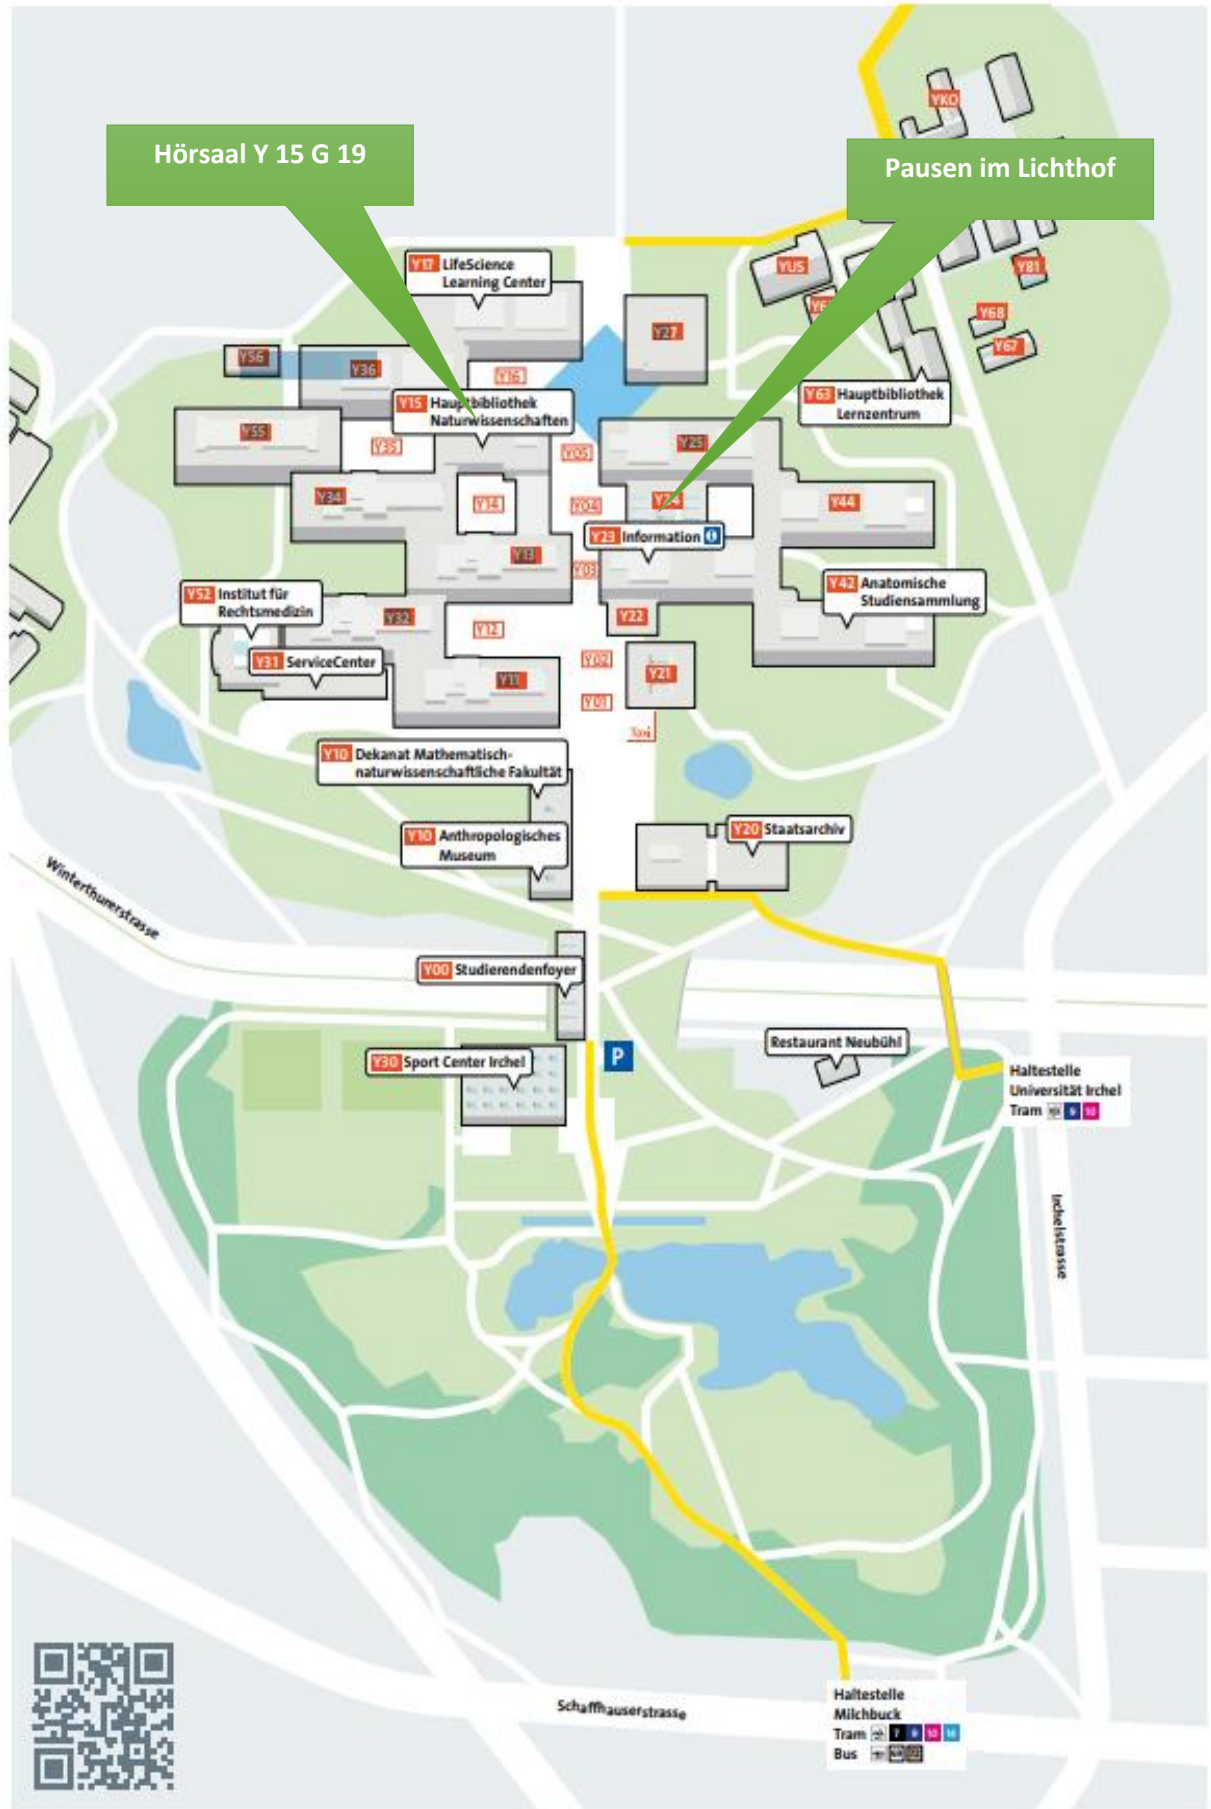 YKO
Hörsaal Y 15 G 19
Pausen im Lichthof
Y17 LifeScience
Learning Center
YUS
Y81
Y68
Y67
Y27
Y56
Y36
Y16
Y15 Hauptbibliothek
Naturwissenschaften
Y63 Hauptbibliothek
Lernzentrum
Y55
Y35
Y05
Y25
Y34
Y14
Y04
Y24
Y44
Y23 Information i
Y13
Y03
Y42 Anatomische
Studiensammlung
Y52 Institut für
Rechtsmedizin
Y32
Y12
Y22
Y31 ServiceCenter
Y02
Y11
Y21
Y01
Taxi
Y10 Dekanat Mathematisch-
naturwissenschaftliche Fakultät
Y10 Anthropologisches
Museum
Y20 Staatsarchiv
Winterthurerstrasse
Y00 Studierendenfoyer
P
Restaurant Neubühl
Y30 Sport Center Irchel
Haltestelle
Universität Irchel
Tram 9 10
Irchelstrasse
Schaffhauserstrasse
Haltestelle
Milchbuck
Tram 7 9 10 14
Bus